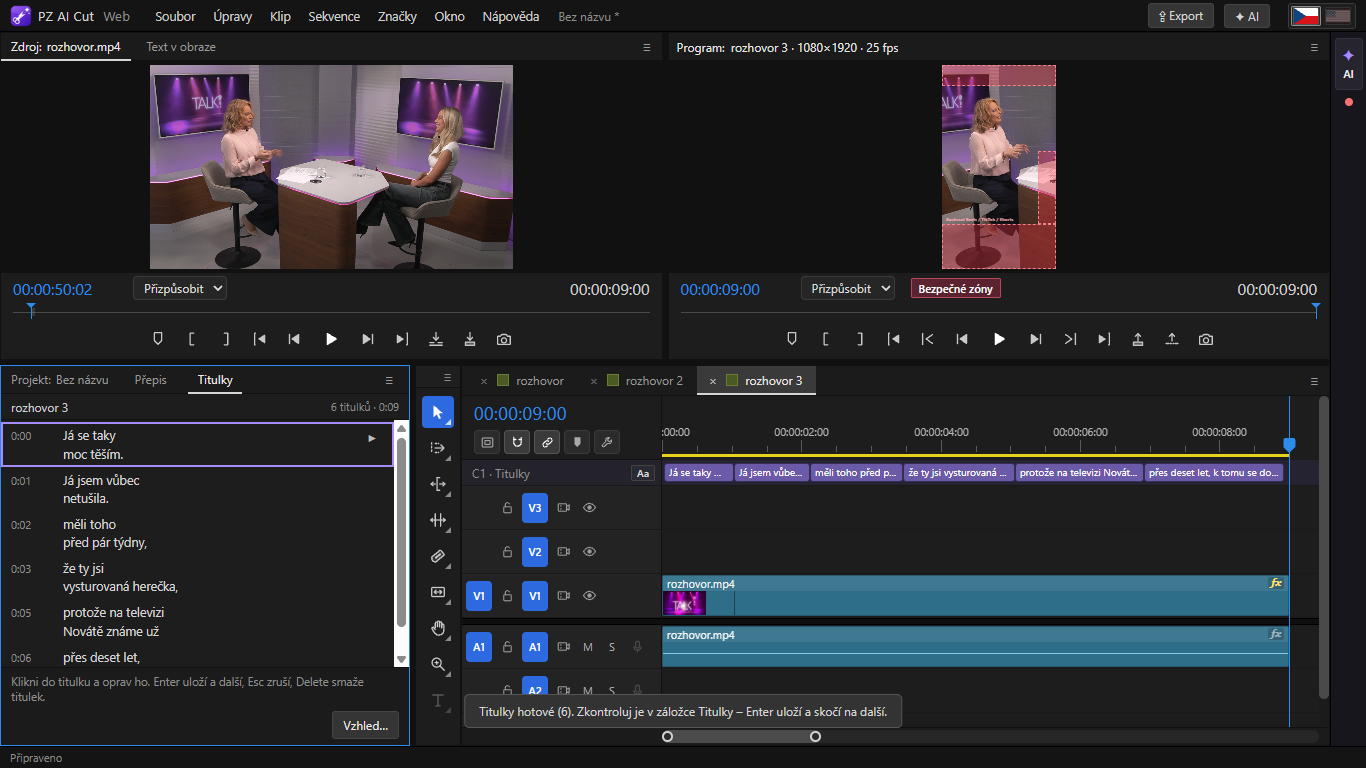 PZ AI Cut Web Soubor Úpravy Klip Sekvence Značky Okno Nápověda Bez názvu * Export AI
Zdroj: rozhovor.mp4 Text v obraze
Program: rozhovor 3 · 1080×1920 · 25 fps
AI
TALK
00:00:50:02 Přizpůsobit 00:00:09:00
00:00:09:00 Přizpůsobit Bezpečné zóny 00:00:09:00
Projekt: Bez názvu Přepis Titulky
rozhovor 3 6 titulků · 0:09
0:00 Já se taky
moc těším.
0:01 Já jsem vůbec
netušila.
0:02 měli toho
před pár týdny,
0:03 že ty jsi
vysturovaná herečka,
0:05 protože na televizi
Nováté známe už
0:06 přes deset let,
Klikni do titulku a oprav ho. Enter uloží a další, Esc zruší, Delete smaže
titulek.
Vzhled...
× rozhovor × rozhovor 2 × rozhovor 3
00:00:09:00
:00:00 00:00:02:00 00:00:04:00 00:00:06:00 00:00:08:00
C1 · Titulky Aa Já se taky ... Já jsem vůbe... měli toho před p... že ty jsi vysturovaná ... protože na televizi Novát... přes deset let, k tomu se do...
V3
V2
V1 V1 rozhovor.mp4 fx
TALK
A1 A1 M S rozhovor.mp4 fx
A2 M S
Titulky hotové (6). Zkontroluj je v záložce Titulky – Enter uloží a skočí na další.
Připraveno